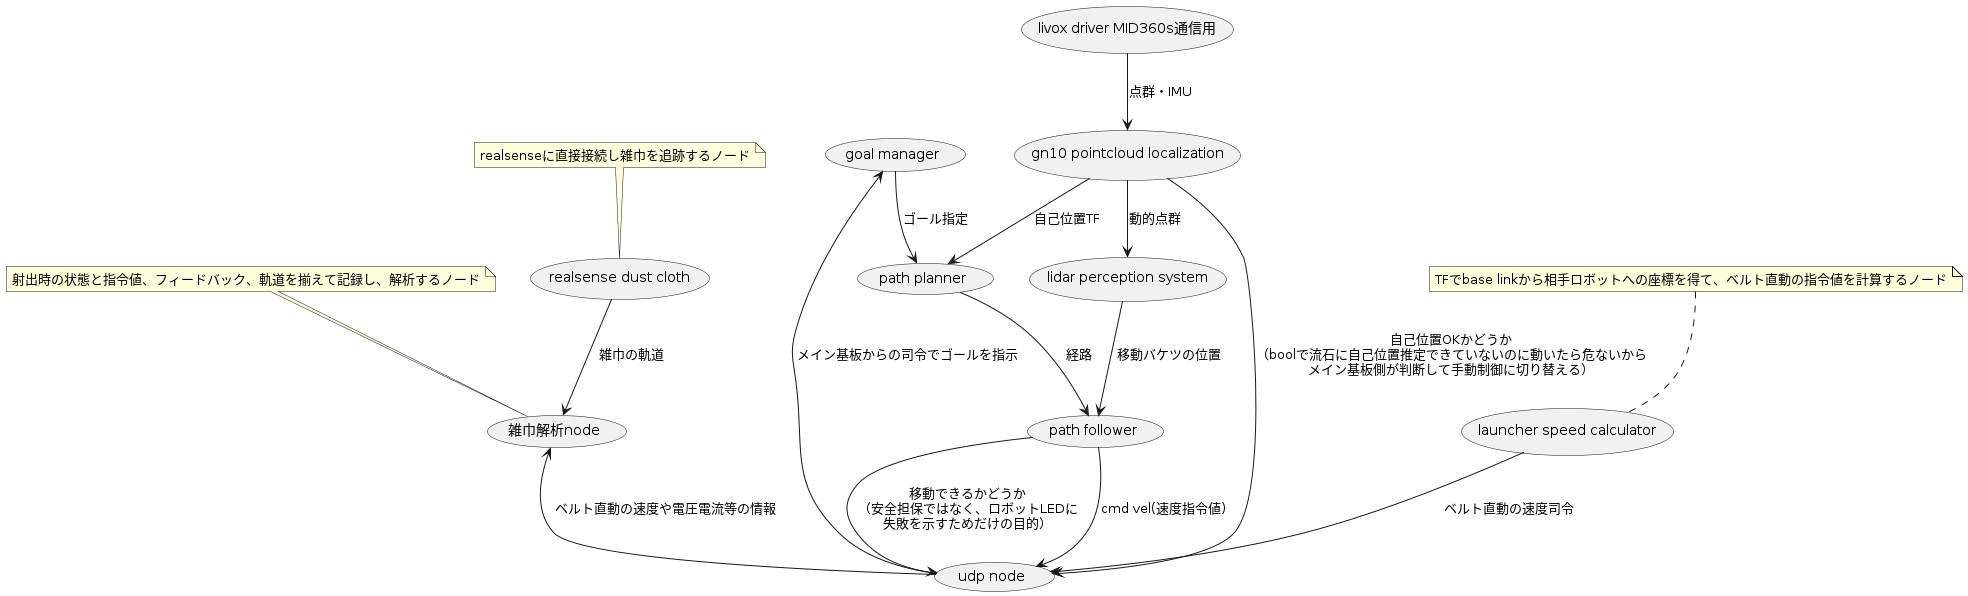 livox driver MID360s通信用
点群・IMU
realsenseに直接接続し雑巾を追跡するノード
goal manager
gn10 pointcloud localization
ゴール指定
自己位置TF
動的点群
射出時の状態と指令値、フィードバック、軌道を揃えて記録し、解析するノード
realsense dust cloth
path planner
lidar perception system
TFでbase linkから相手ロボットへの座標を得て、ベルト直動の指令値を計算するノード
雑巾の軌道
メイン基板からの司令でゴールを指示
経路
移動バケツの位置
自己位置OKかどうか
（boolで流石に自己位置推定できていないのに動いたら危ないから
メイン基板側が判断して手動制御に切り替える）
雑巾解析node
path follower
launcher speed calculator
ベルト直動の速度や電圧電流等の情報
移動できるかどうか
（安全担保ではなく、ロボットLEDに
失敗を示すためだけの目的）
cmd vel(速度指令値)
ベルト直動の速度司令
udp node